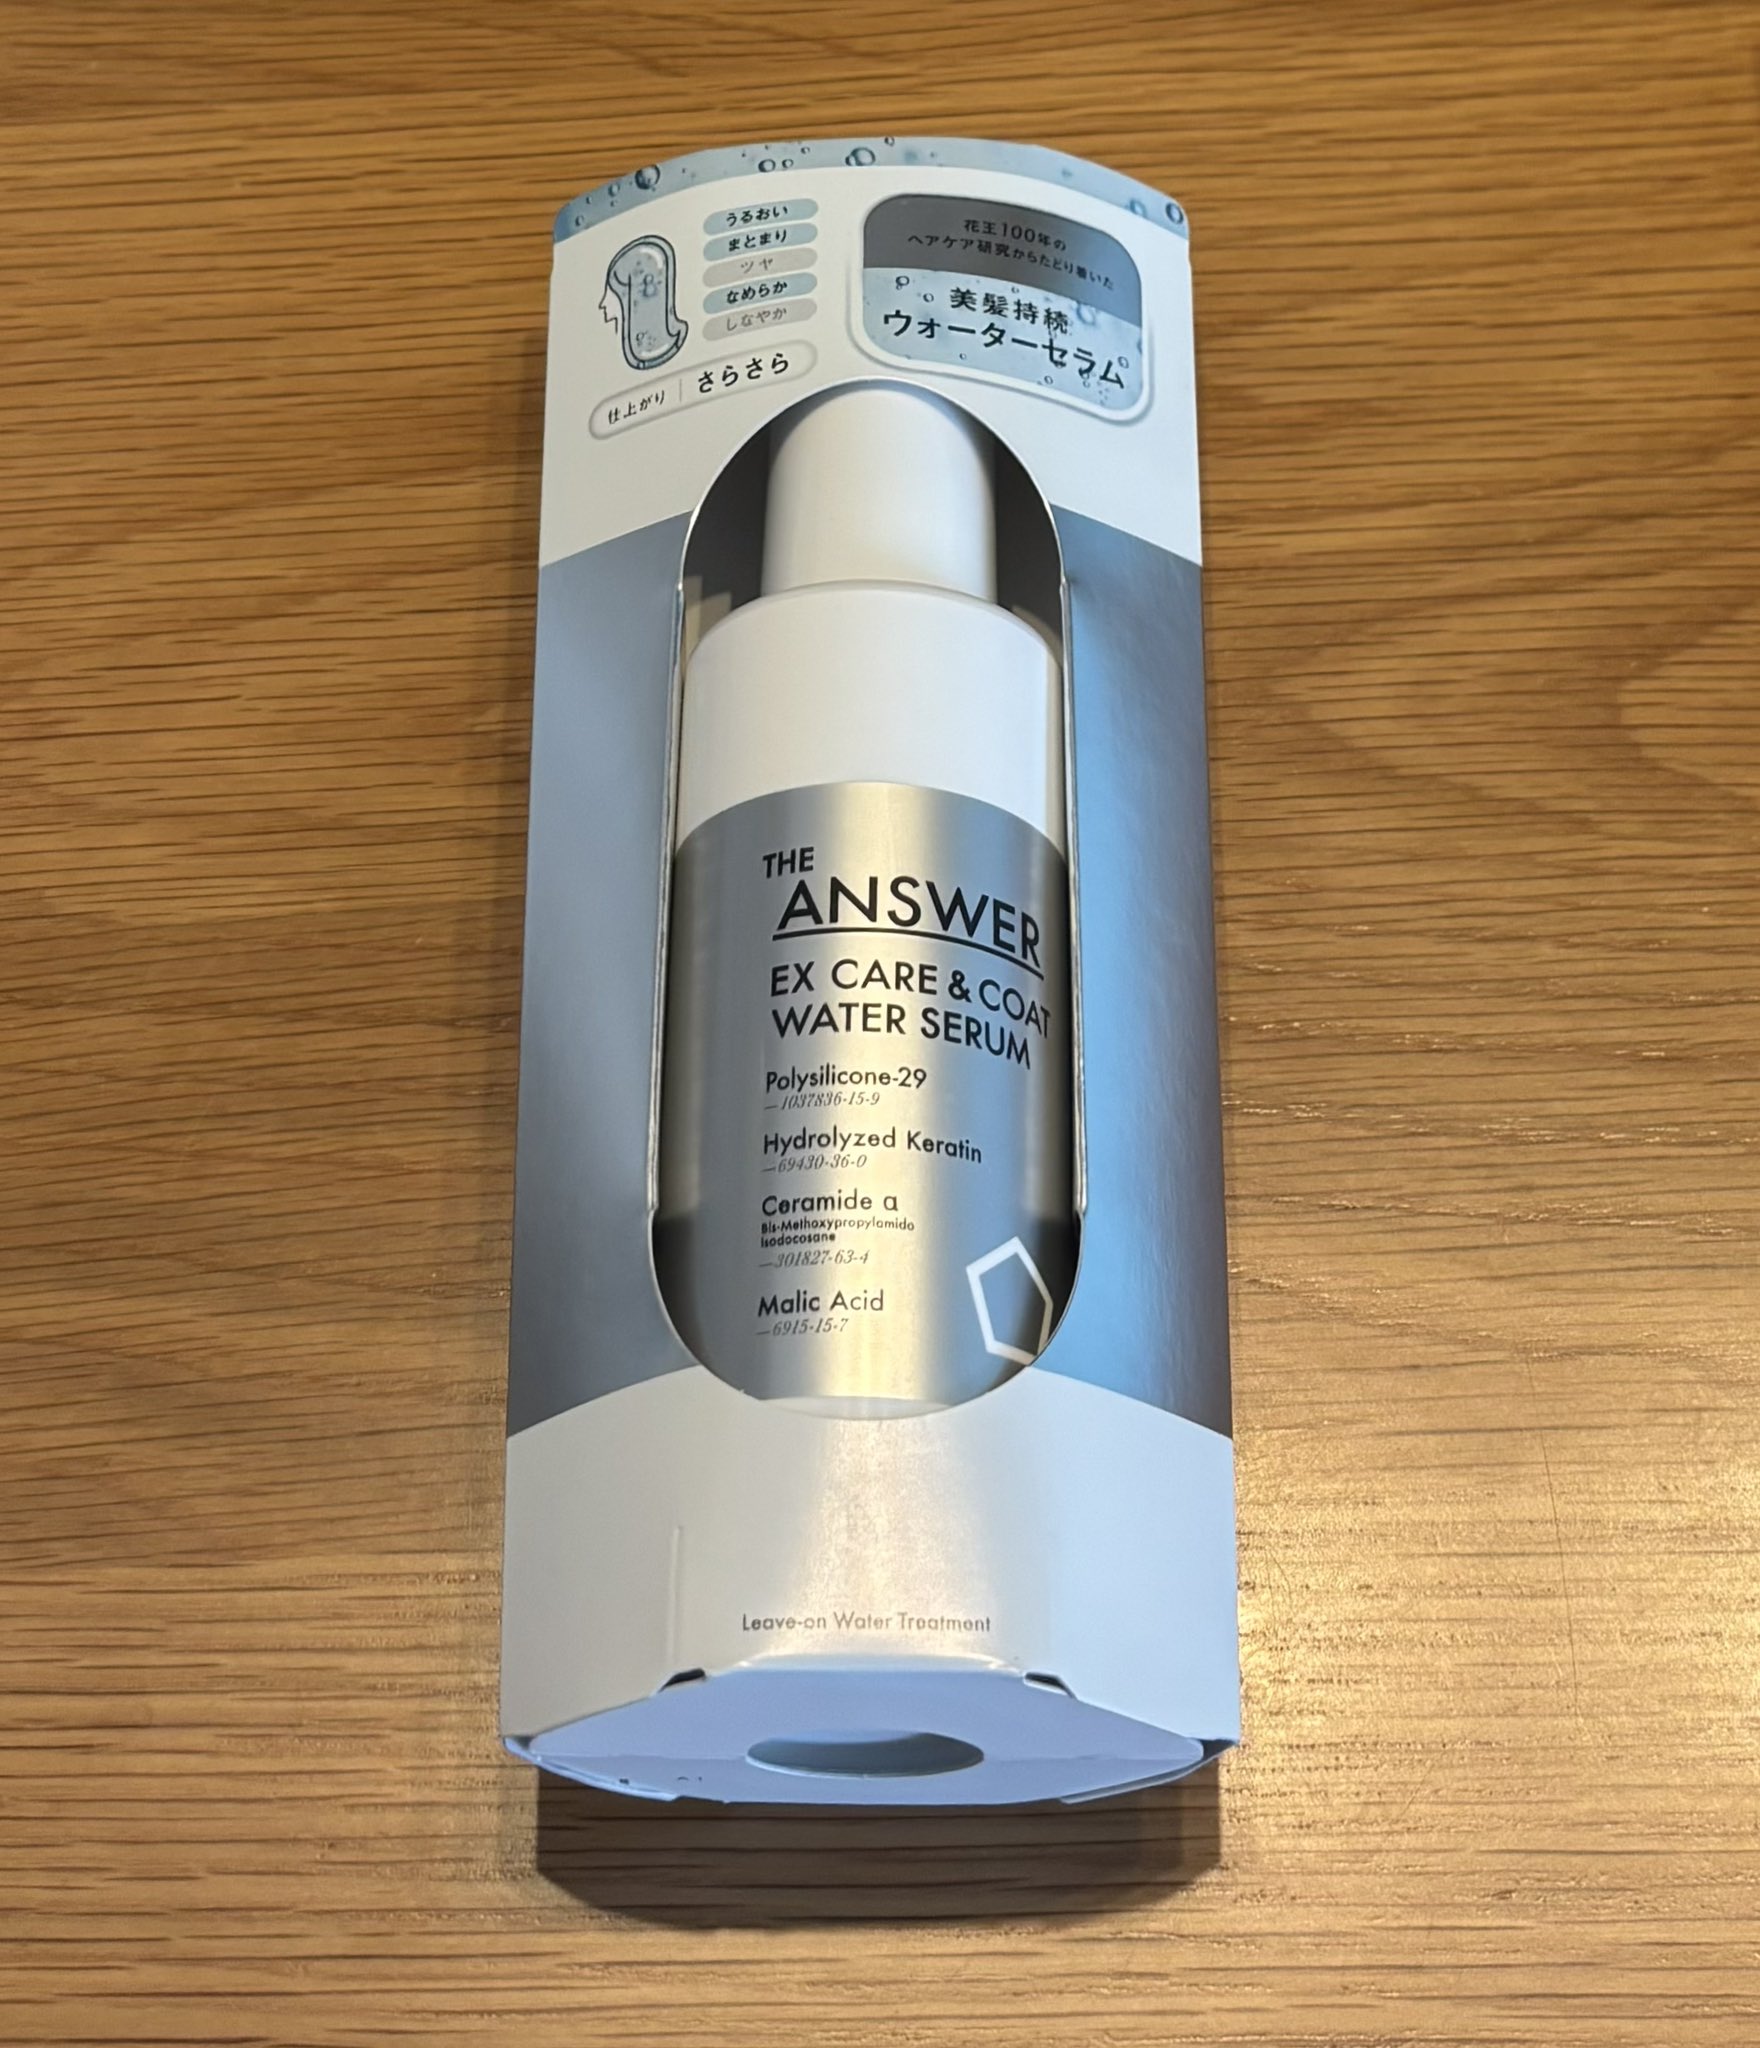 うるおい
まとまり
ツヤ
なめらか
しなやか
仕上がり さらさら
花王100年の
ヘアケア研究からたどり着いた
美髪持続
ウォーターセラム
THE
ANSWER
EX CARE & COAT
WATER SERUM
Polysilicone-29
—1037836-15-9
Hydrolyzed Keratin
—69430-36-0
Ceramide α
Bis-Methoxypropylamido
Isodocosane
—301827-63-4
Malic Acid
—6915-15-7
Leave-on Water Treatment